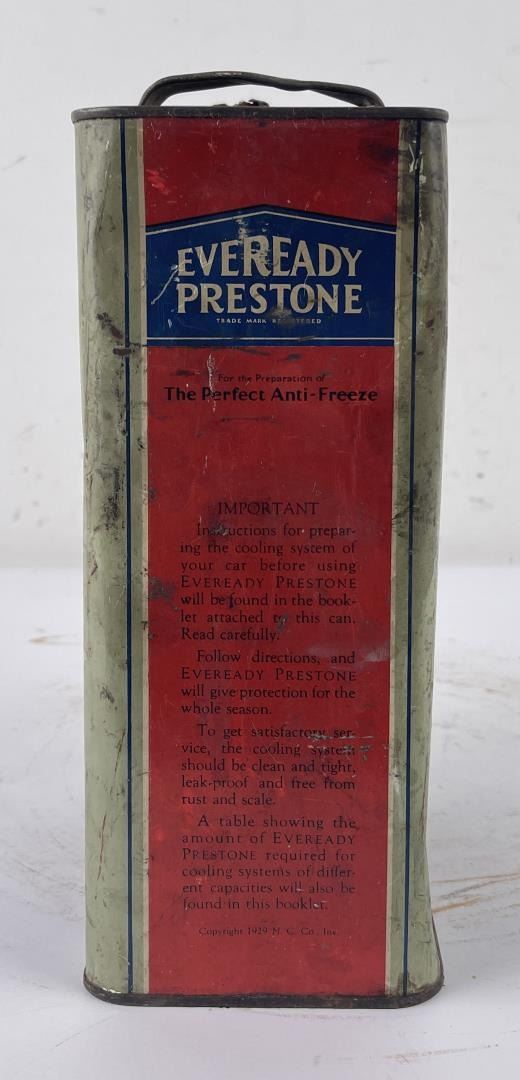 EVEREADY
PRESTONE
TRADE MARK REGISTERED
For the Preparation of
The Perfect Anti-Freeze
IMPORTANT
Instructions for prepar-
ing the cooling system of
your car before using
EVEREADY PRESTONE
will be found in the book-
let attached to this can.
Read carefully.
Follow directions, and
EVEREADY PRESTONE
will give protection for the
whole season.
To get satisfactory ser-
vice, the cooling system
should be clean and tight,
leak-proof and free from
rust and scale.
A table showing the
amount of EVEREADY
PRESTONE required for
cooling systems of differ-
ent capacities will also be
found in this booklet.
Copyright 1929 N. C. Co., Inc.